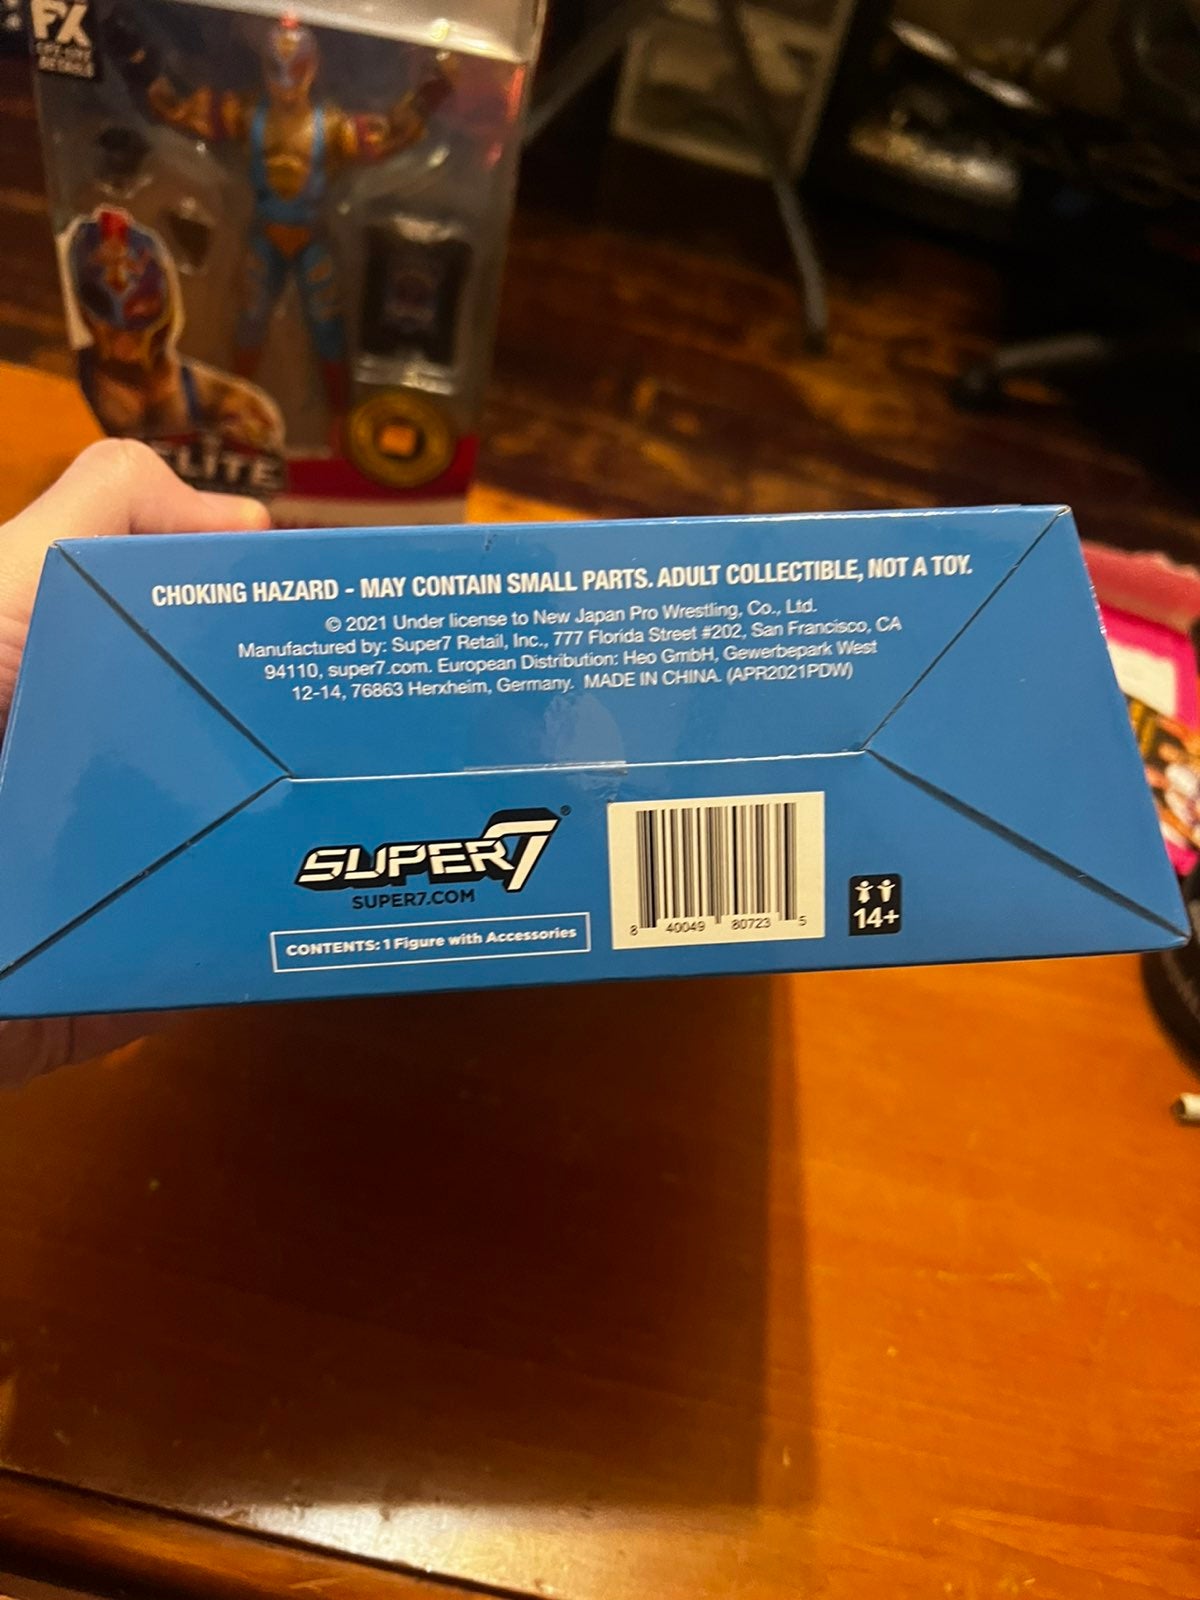 FX
ELITE
CHOKING HAZARD - MAY CONTAIN SMALL PARTS. ADULT COLLECTIBLE, NOT A TOY.
© 2021 Under license to New Japan Pro Wrestling, Co., Ltd.
Manufactured by: Super7 Retail, Inc., 777 Florida Street #202, San Francisco, CA
94110, super7.com. European Distribution: Heo GmbH, Gewerbepark West
12-14, 76863 Herxheim, Germany. MADE IN CHINA. (APR2021PDW)
SUPER7®
SUPER7.COM
CONTENTS: 1 Figure with Accessories
8 40049 80723 5
14+